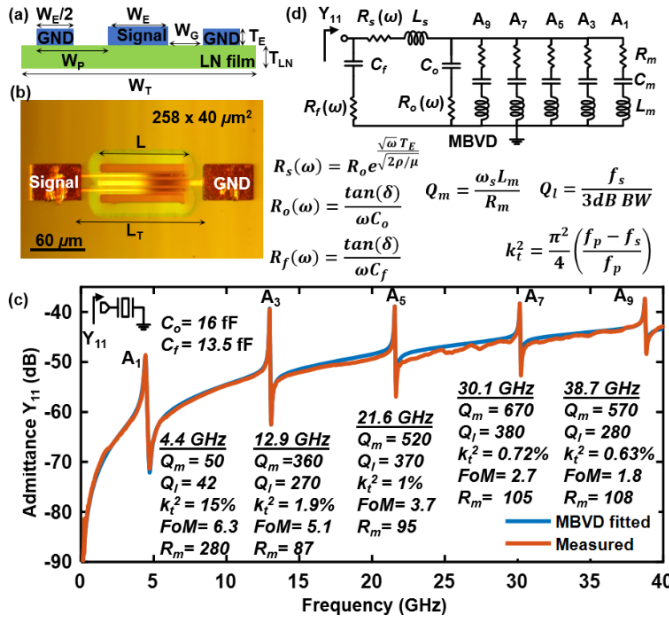 (a)
W_E/2
W_E
GND
Signal
W_G
GND
T_E
W_P
LN film
T_LN
W_T
(b)
258 x 40 µm²
L
Signal
GND
L_T
60 µm
(d)
Y₁₁
R_s(ω)
L_s
A₉
A₇
A₅
A₃
A₁
C_f
C_o
R_m
C_m
R_f(ω)
R_o(ω)
L_m
MBVD
R_s(ω) = R_o e^(√ω T_E / √(2ρ/μ))
R_o(ω) = tan(δ) / ωC_o
R_f(ω) = tan(δ) / ωC_f
Q_m = ω_s L_m / R_m
Q_l = f_s / 3dB BW
k_t² = π²/4 ((f_p − f_s) / f_p)
(c)
Y₁₁
C_o = 16 fF
C_f = 13.5 fF
A₁
A₃
A₅
A₇
A₉
4.4 GHz
Q_m = 50
Q_l = 42
k_t² = 15%
FoM= 6.3
R_m = 280
12.9 GHz
Q_m =360
Q_l = 270
k_t² = 1.9%
FoM= 5.1
R_m = 87
21.6 GHz
Q_m = 520
Q_l = 370
k_t² = 1%
FoM= 3.7
R_m = 95
30.1 GHz
Q_m = 670
Q_l = 380
k_t² = 0.72%
FoM = 2.7
R_m = 105
38.7 GHz
Q_m = 570
Q_l = 280
k_t² = 0.63%
FoM = 1.8
R_m = 108
MBVD fitted
Measured
Admittance Y₁₁ (dB)
-40
-50
-60
-70
-80
-90
0
5
10
15
20
25
30
35
40
Frequency (GHz)